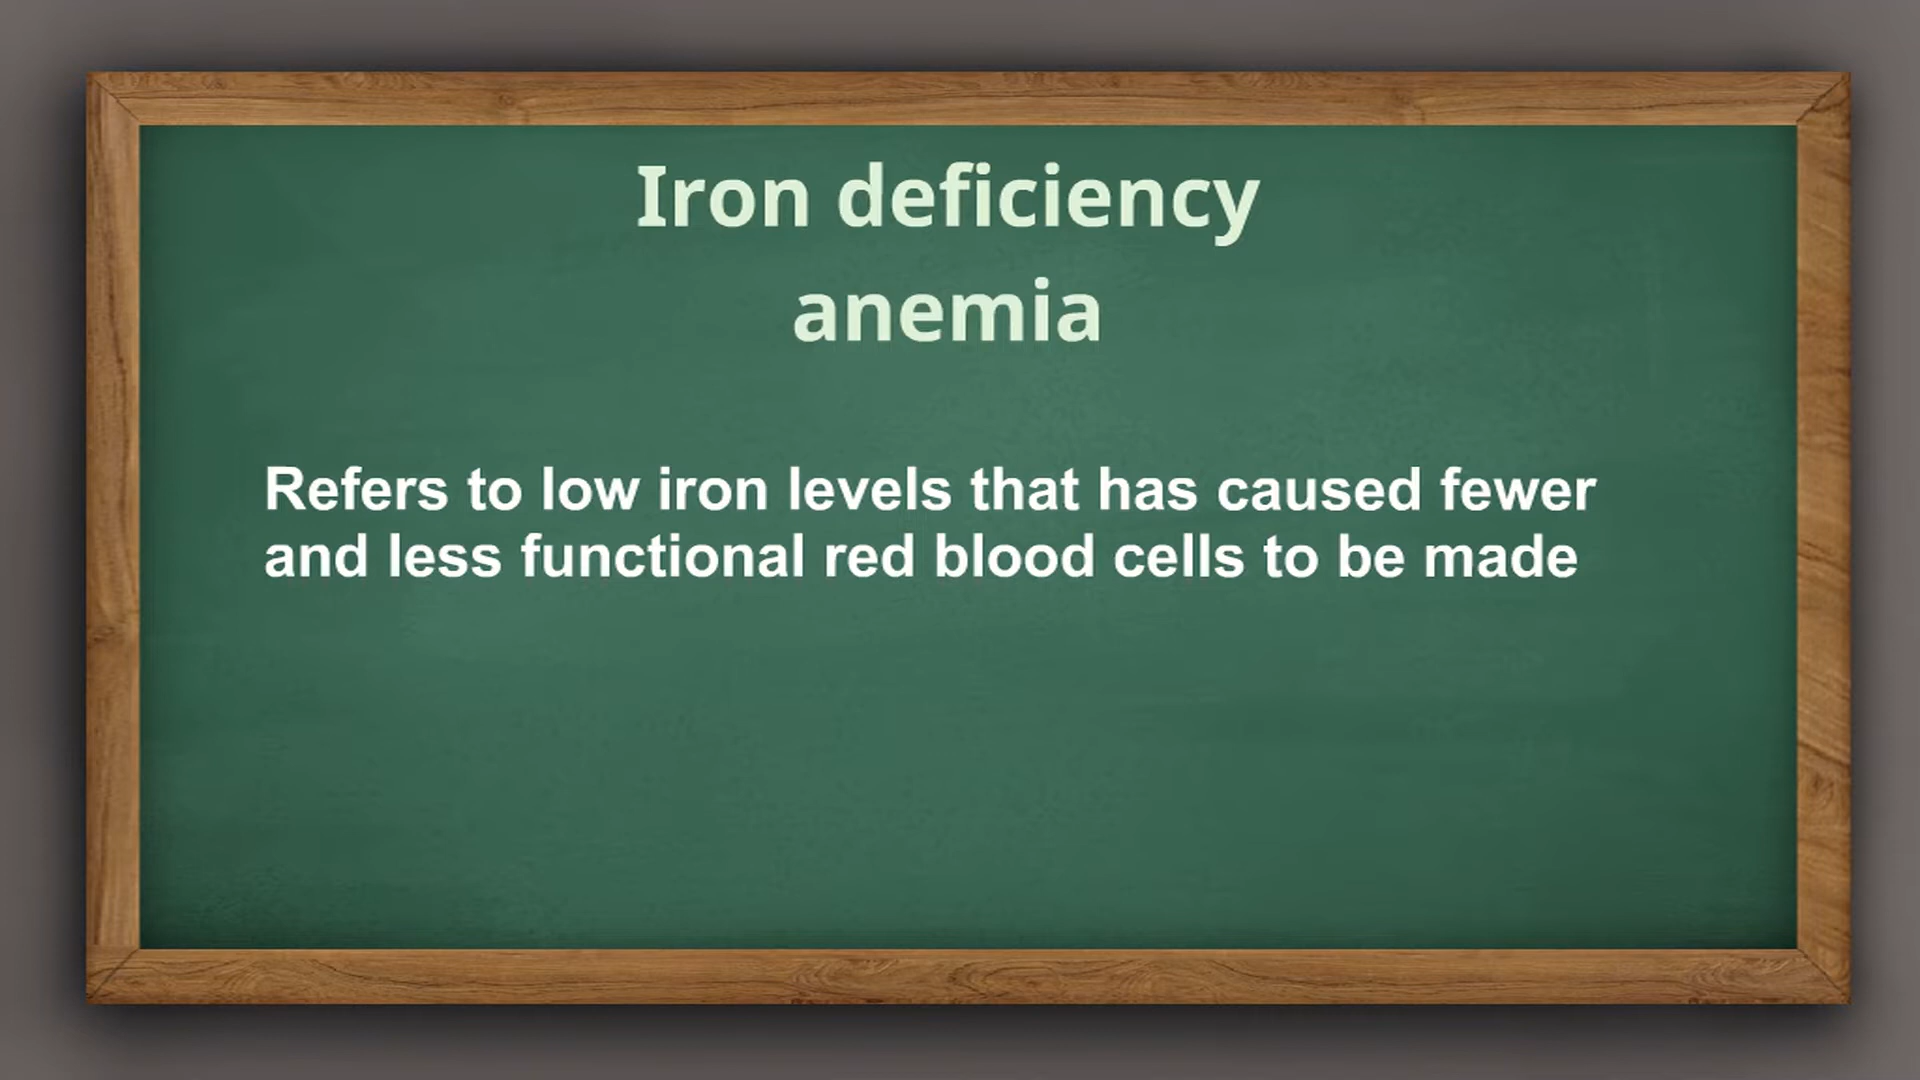 Iron deficiency
anemia
Refers to low iron levels that has caused fewer
and less functional red blood cells to be made